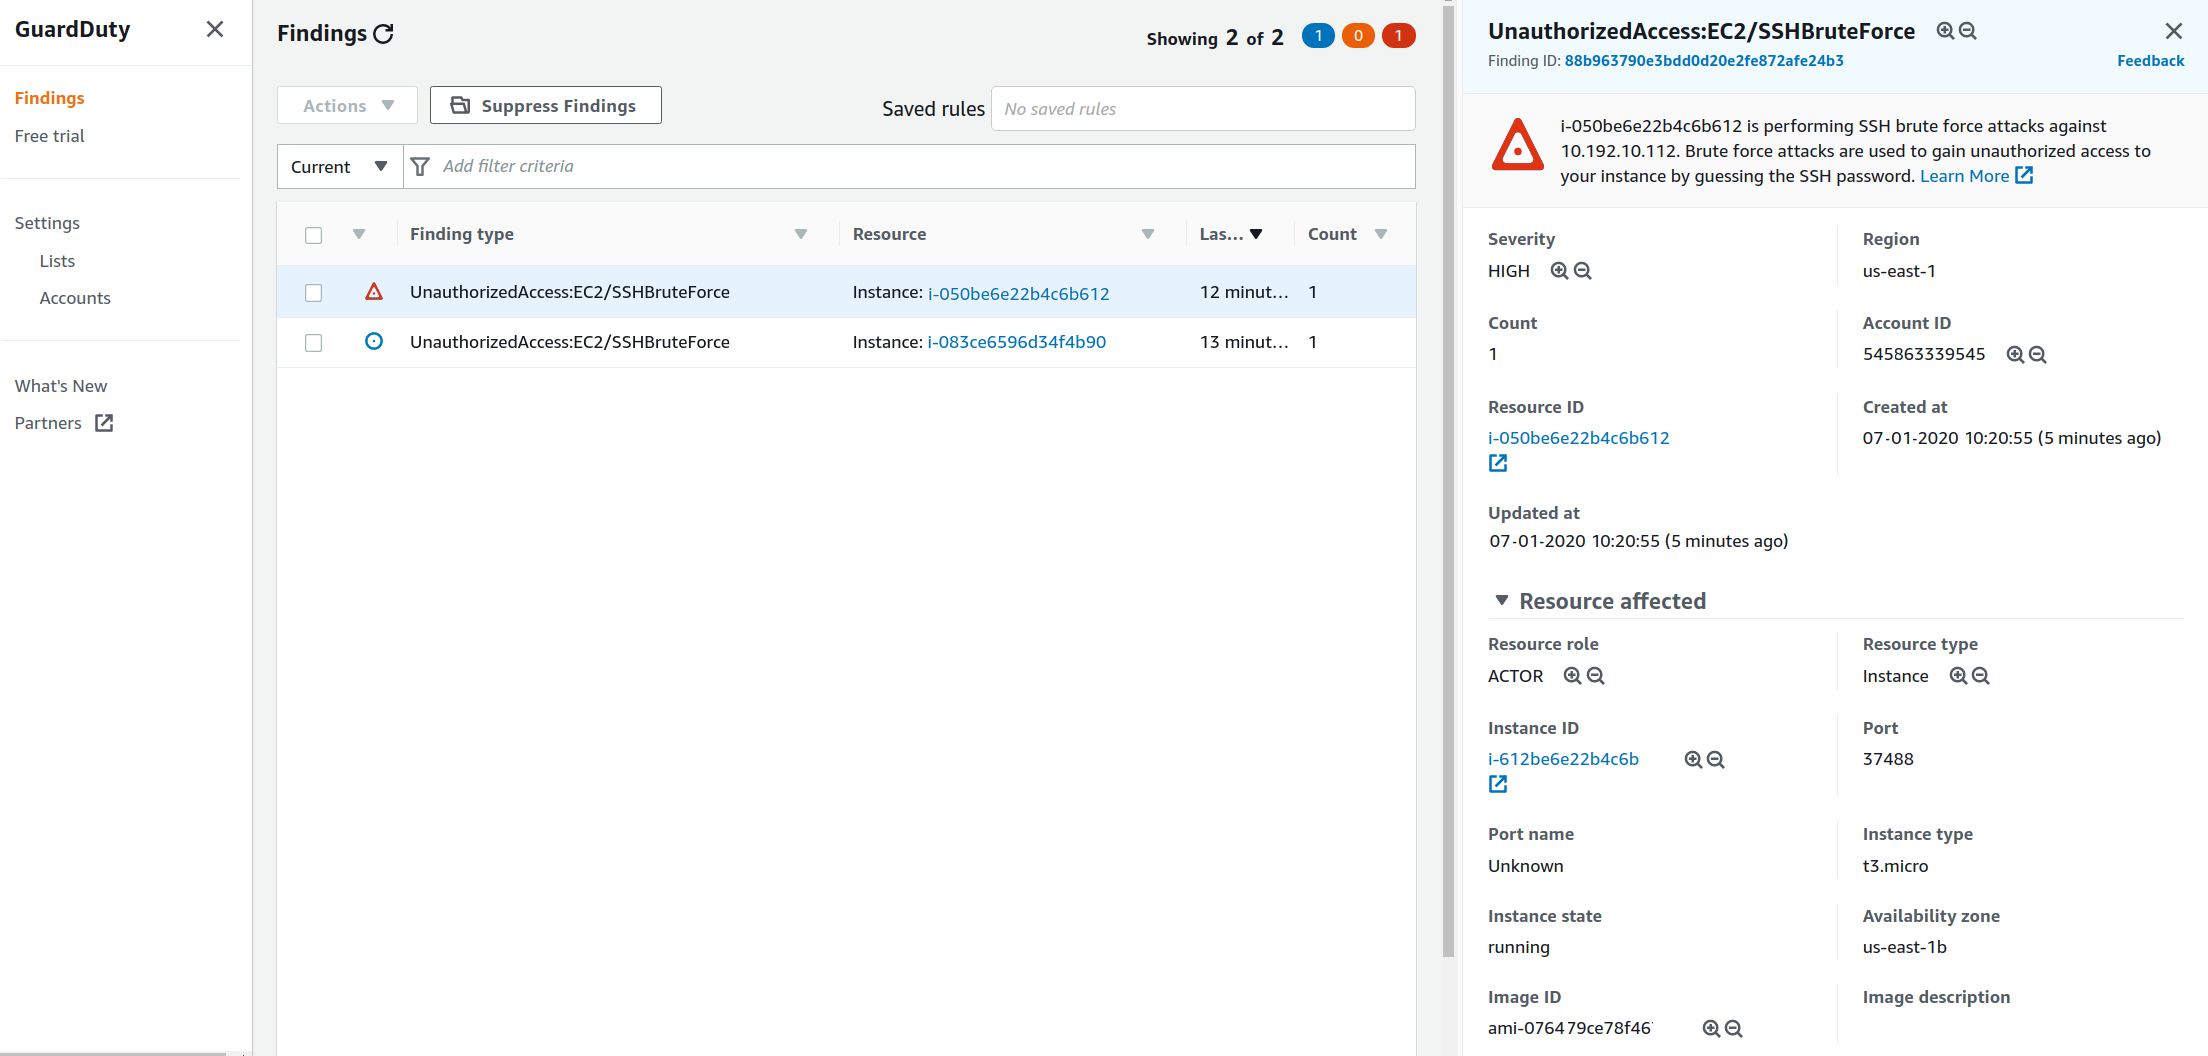 GuardDuty
Findings
Free trial
Settings
Lists
Accounts
What's New
Partners
Findings
Showing 2 of 2 1 0 1
Actions
Suppress Findings
Saved rules No saved rules
Current Add filter criteria
Finding type Resource Las... Count
UnauthorizedAccess:EC2/SSHBruteForce Instance: i-050be6e22b4c6b612 12 minut... 1
UnauthorizedAccess:EC2/SSHBruteForce Instance: i-083ce6596d34f4b90 13 minut... 1
UnauthorizedAccess:EC2/SSHBruteForce
Finding ID: 88b963790e3bdd0d20e2fe872afe24b3 Feedback
i-050be6e22b4c6b612 is performing SSH brute force attacks against
10.192.10.112. Brute force attacks are used to gain unauthorized access to
your instance by guessing the SSH password. Learn More
Severity Region
HIGH us-east-1
Count Account ID
1 545863339545
Resource ID Created at
i-050be6e22b4c6b612 07-01-2020 10:20:55 (5 minutes ago)
Updated at
07-01-2020 10:20:55 (5 minutes ago)
Resource affected
Resource role Resource type
ACTOR Instance
Instance ID Port
i-612be6e22b4c6b 37488
Port name Instance type
Unknown t3.micro
Instance state Availability zone
running us-east-1b
Image ID Image description
ami-076479ce78f46